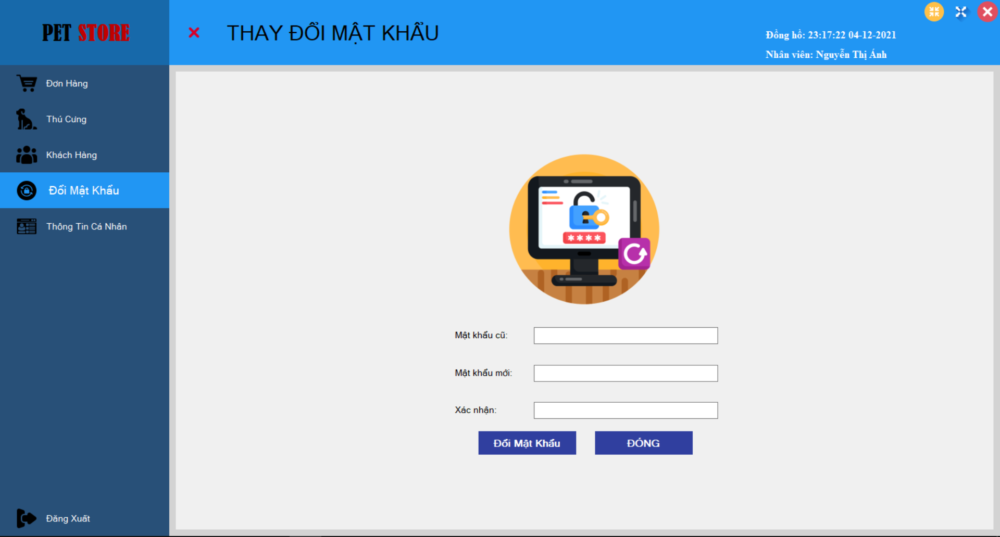 PET STORE
THAY ĐỔI MẬT KHẨU
Đồng hồ: 23:17:22 04-12-2021
Nhân viên: Nguyễn Thị Ánh
Đơn Hàng
Thú Cưng
Khách Hàng
Đổi Mật Khẩu
Thông Tin Cá Nhân
Đăng Xuất
****
Mật khẩu cũ:
Mật khẩu mới:
Xác nhận:
Đổi Mật Khẩu
ĐÓNG